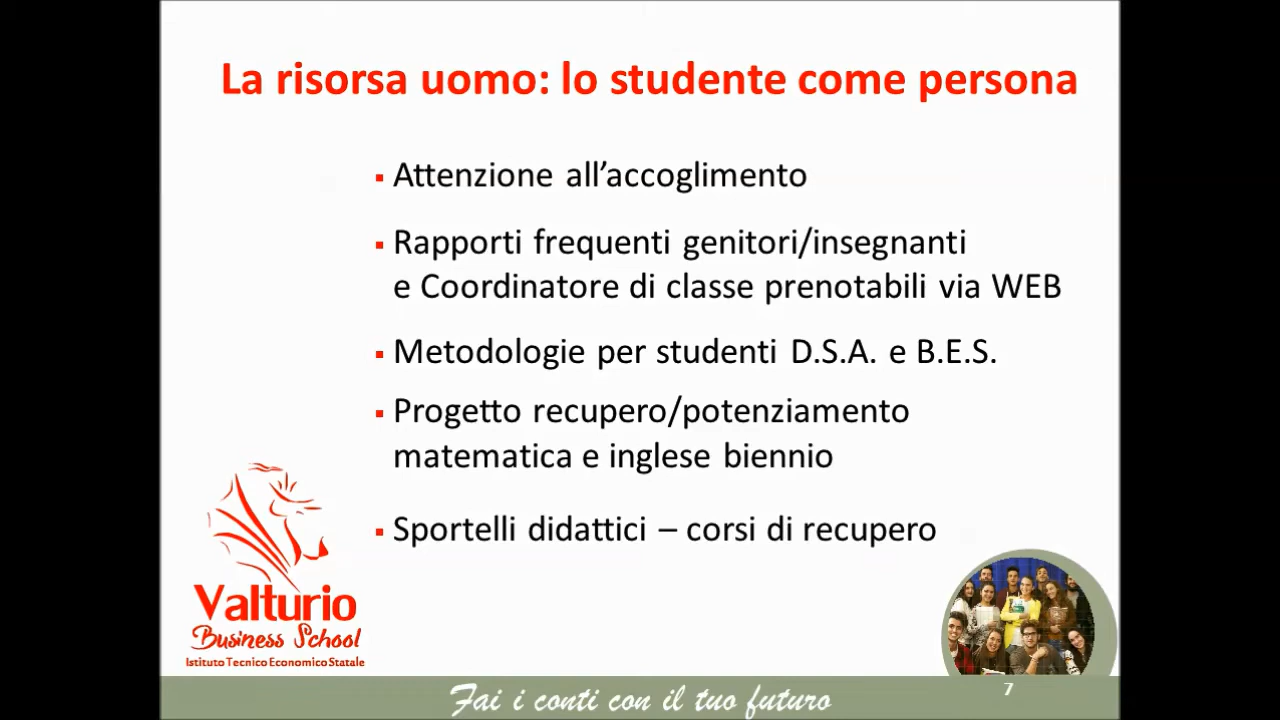 La risorsa uomo: lo studente come persona
▪ Attenzione all’accoglimento
▪ Rapporti frequenti genitori/insegnanti
e Coordinatore di classe prenotabili via WEB
▪ Metodologie per studenti D.S.A. e B.E.S.
▪ Progetto recupero/potenziamento
matematica e inglese biennio
▪ Sportelli didattici – corsi di recupero
Valturio
Business School
Istituto Tecnico Economico Statale
Fai i conti con il tuo futuro
7